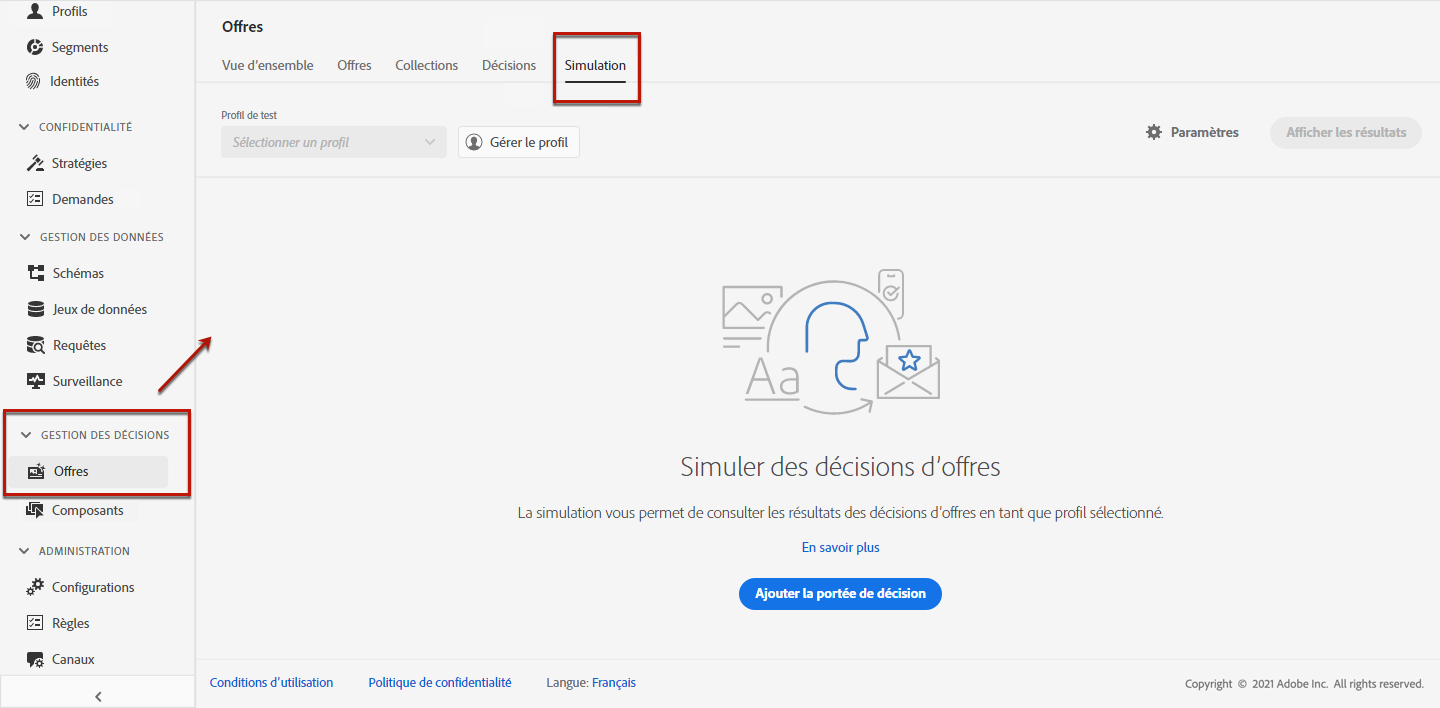 Profils
Segments
Identités
CONFIDENTIALITÉ
Stratégies
Demandes
GESTION DES DONNÉES
Schémas
Jeux de données
Requêtes
Surveillance
GESTION DES DÉCISIONS
Offres
Composants
ADMINISTRATION
Configurations
Règles
Canaux
Offres
Vue d’ensemble Offres Collections Décisions Simulation
Profil de test
Sélectionner un profil Gérer le profil Paramètres Afficher les résultats
Aa
Simuler des décisions d’offres
La simulation vous permet de consulter les résultats des décisions d’offres en tant que profil sélectionné.
En savoir plus
Ajouter la portée de décision
Conditions d’utilisation Politique de confidentialité Langue: Français Copyright © 2021 Adobe Inc. All rights reserved.